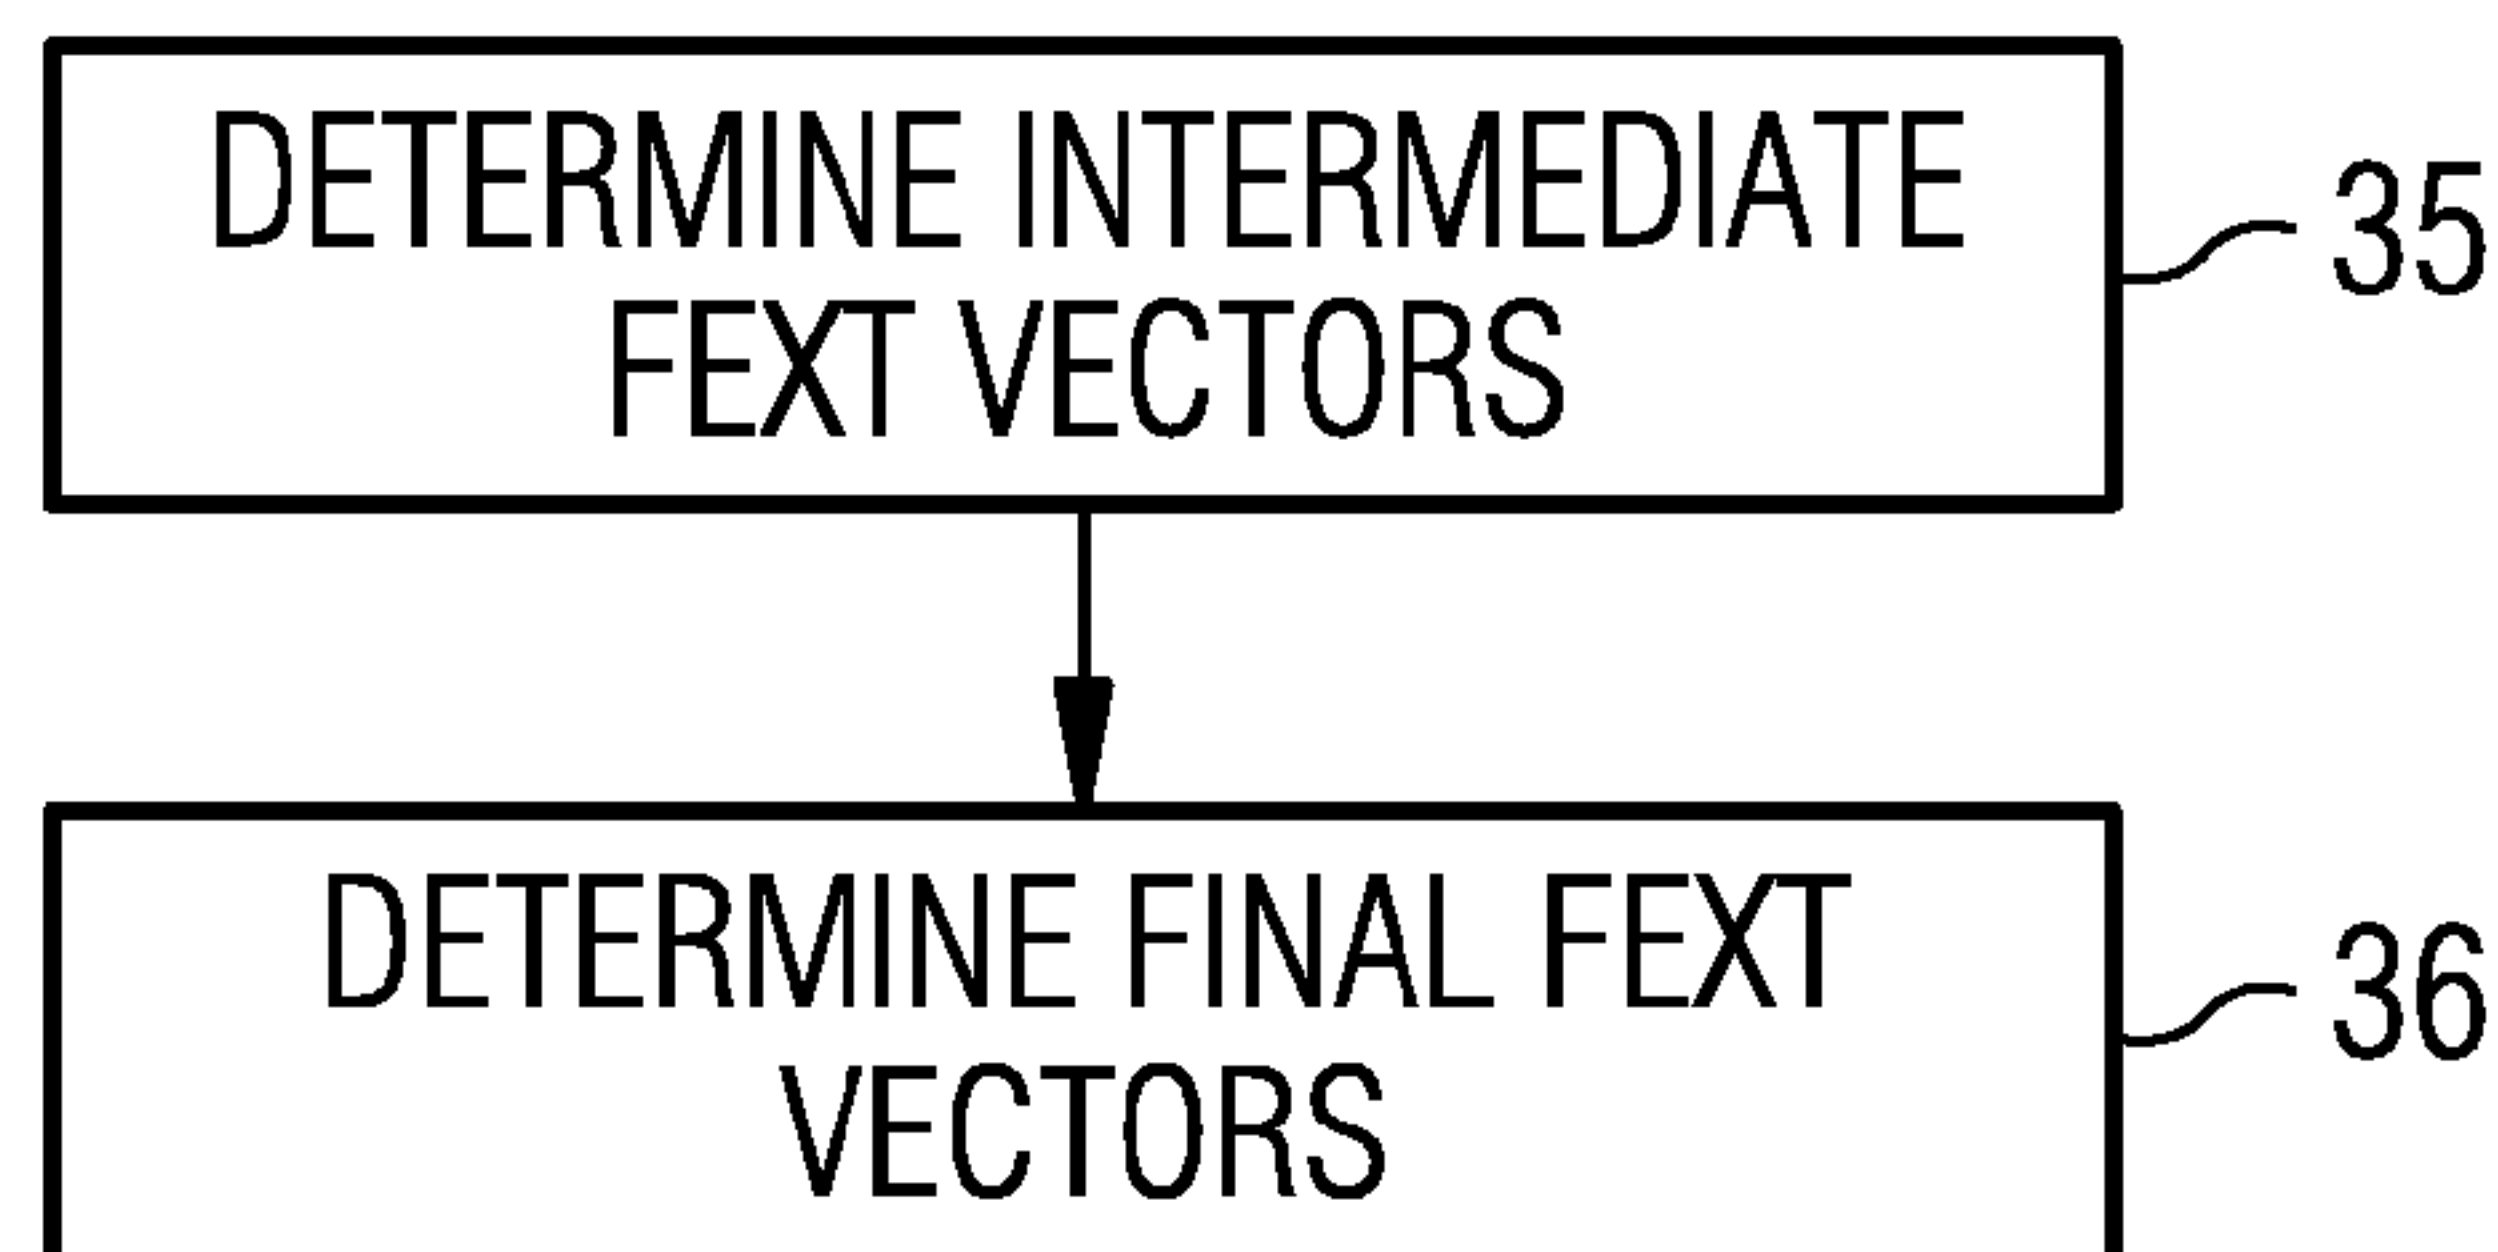 DETERMINE INTERMEDIATE
FEXT VECTORS
35
DETERMINE FINAL FEXT
VECTORS
36